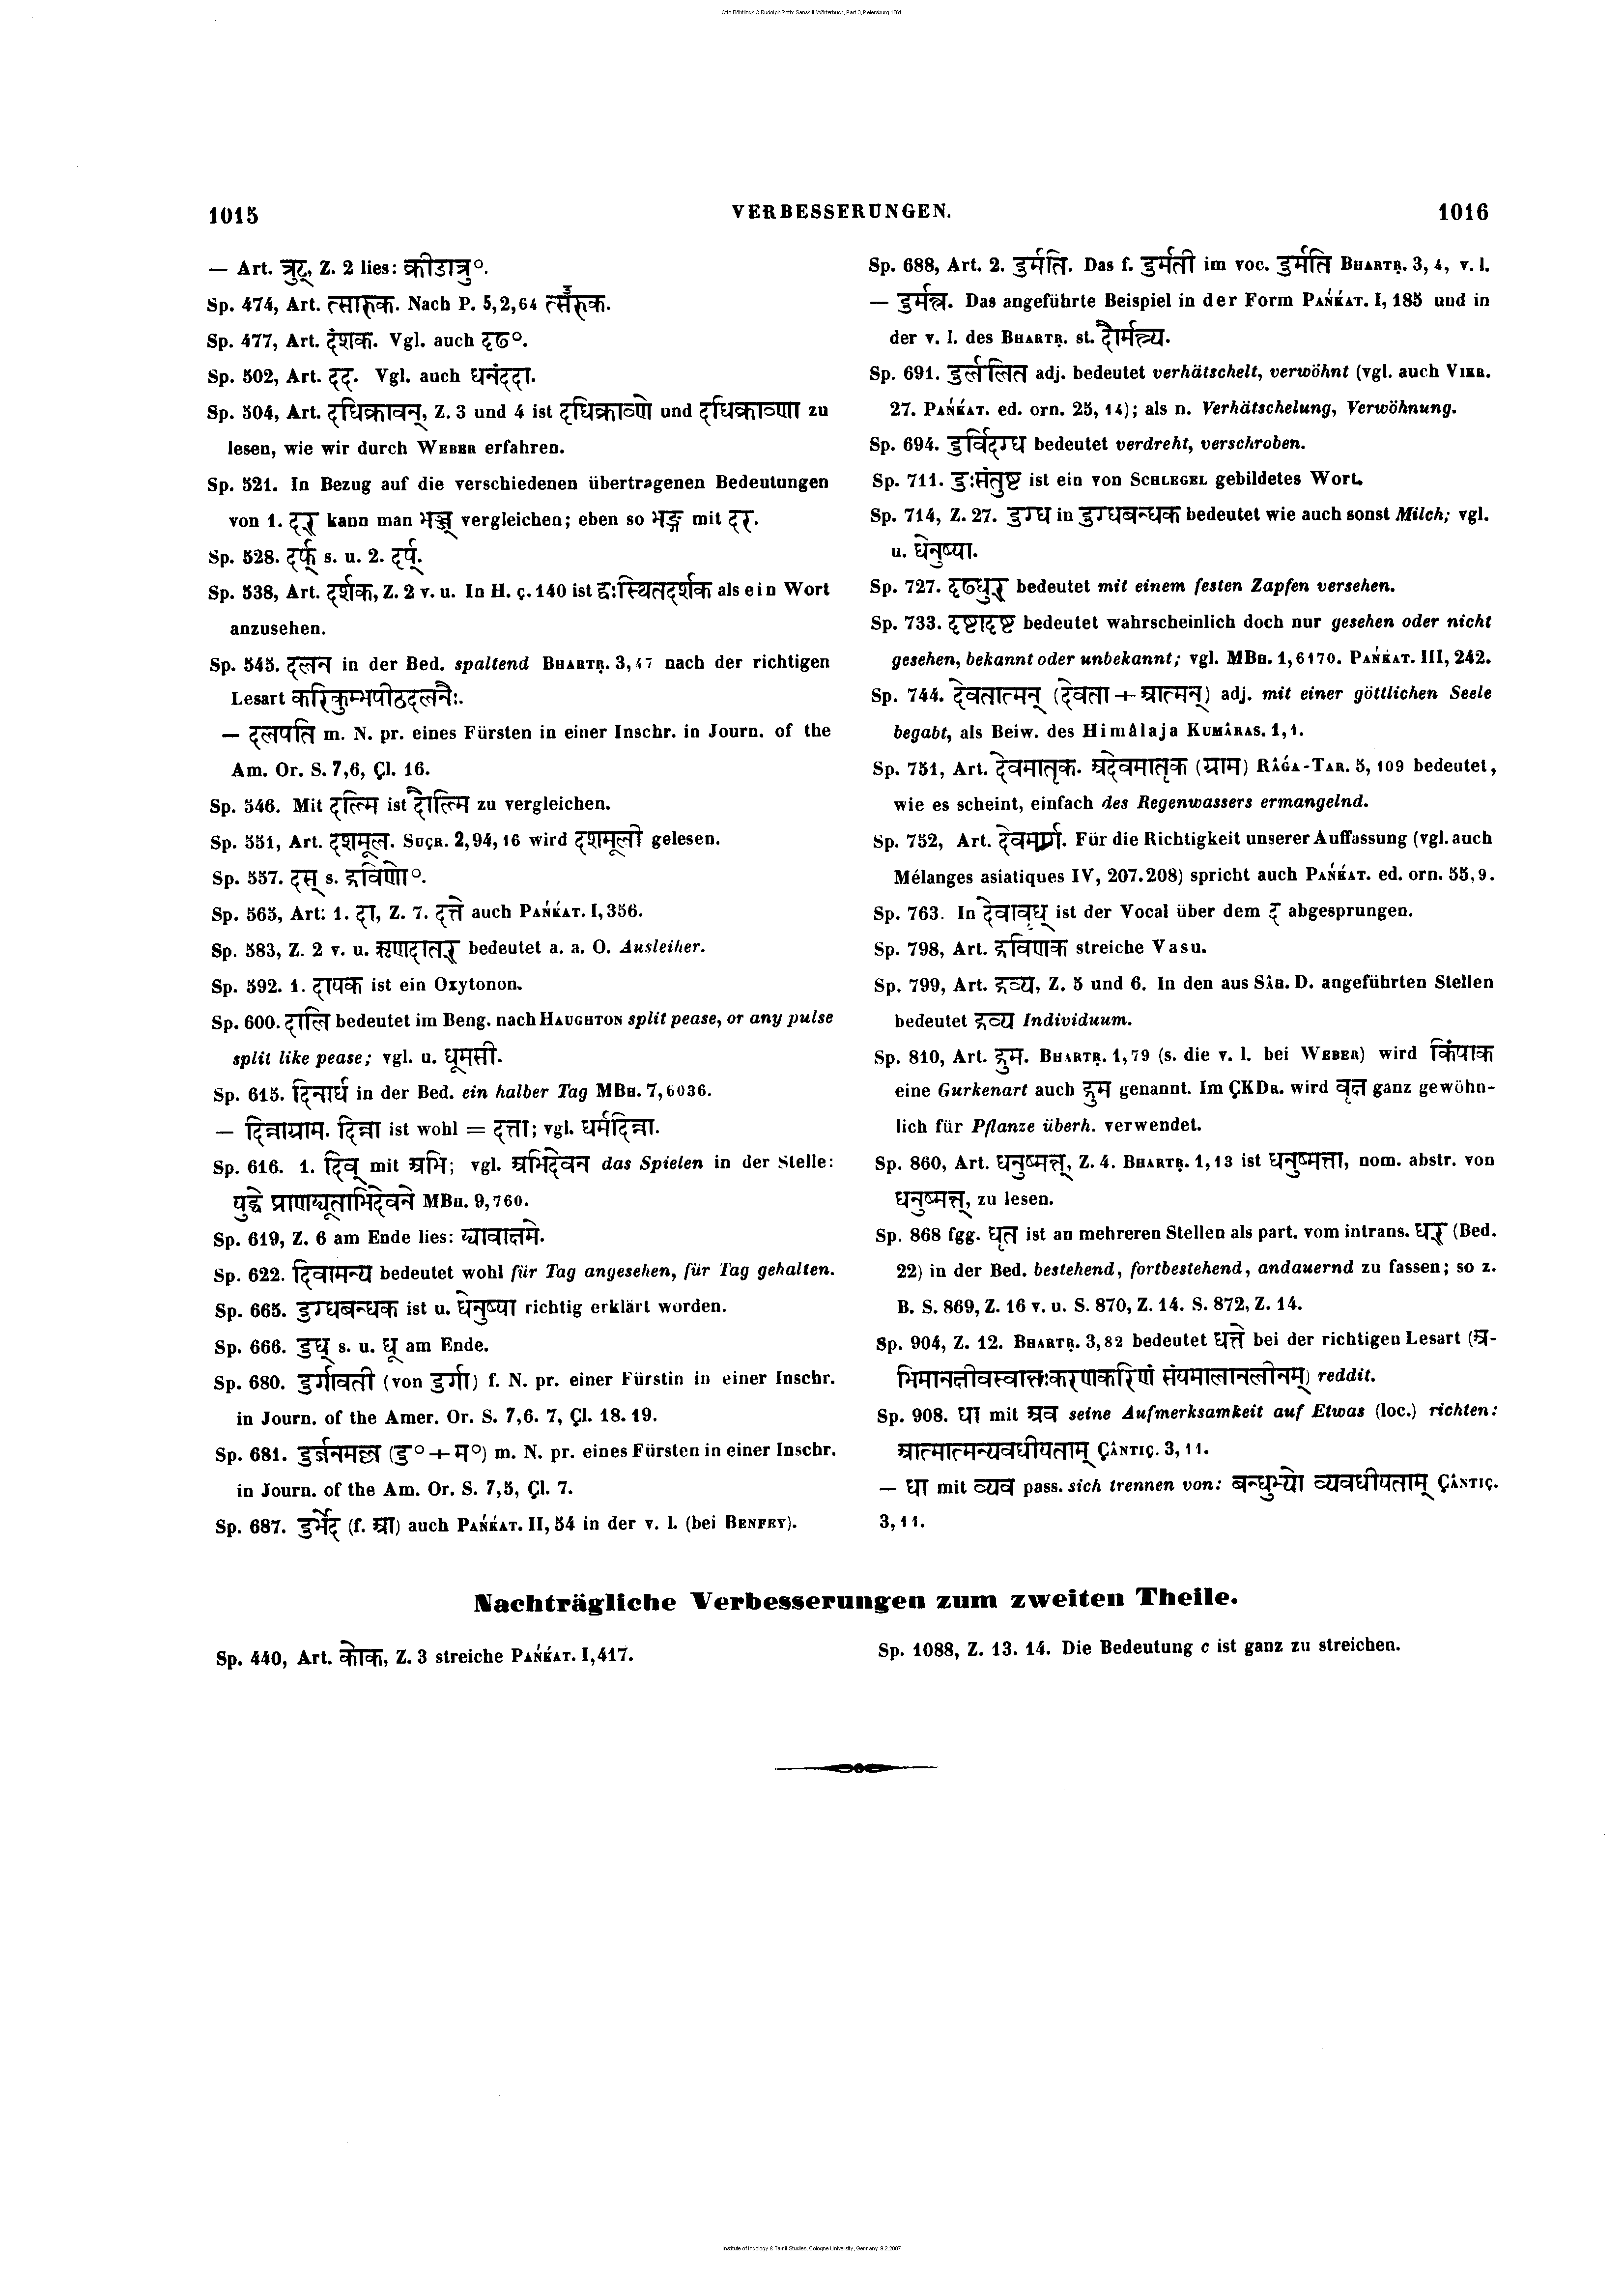 Otto Böhtlingk & Rudolph Roth: Sanskrit-Wörterbuch, Part 3, Petersburg 1861
1015
VERBESSERUNGEN.
1016
— Art. त्रुट्, Z. 2 lies: क्रीडात्रु°.
Sp. 474, Art. त्सारुक. Nach P. 5,2,64
Sp. 477, Art. दंशक. Vgl. auch दृढ°.
Sp. 502, Art. दद्. Vgl. auch धनंददा.
Sp. 504, Art. दधिक्रावन्, Z. 3 und 4 ist दधिक्राव्णे und दधिक्राव्णा zu
lesen, wie wir durch WEBER erfahren.
Sp. 521. In Bezug auf die verschiedenen übertragenen Bedeutungen
von 1. दर् kann man भञ्ज् vergleichen; eben so भङ्ग mit दर.
Sp. 528. दर्फ् s. u. 2. दर्प्.
Sp. 538, Art. दर्शक, Z. 2 v. u. In H. ç. 140 ist द्वाःस्थितदर्शक als ein Wort
anzusehen.
Sp. 545. दलन in der Bed. spaltend BHARTR. 3,47 nach der richtigen
Lesart करिकुम्भपीठदलनैः.
— दलपति m. N. pr. eines Fürsten in einer Inschr. in Journ. of the
Am. Or. S. 7,6, Çl. 16.
Sp. 546. Mit दल्मि ist दौल्मि zu vergleichen.
Sp. 551, Art. दशमूल. SUÇR. 2,94,16 wird दशमूली gelesen.
Sp. 557. दस् s. द्रविणो°.
Sp. 565, Art: 1. दा, Z. 7. दत्ते auch PAŃḰAT. I,356.
Sp. 583, Z. 2 v. u. ऋणदातर् bedeutet a. a. O. Ausleiher.
Sp. 592. 1. दायक ist ein Oxytonon.
Sp. 600. दालि bedeutet im Beng. nach HAUGHTON split pease, or any pulse
split like pease; vgl. u. धूमसी.
Sp. 615. दिनार्ध in der Bed. ein halber Tag MBH. 7,6036.
— दिन्नाग्राम. दिन्ना ist wohl = दत्ता; vgl. धर्मदिन्ना.
Sp. 616. 1. दिव् mit अभि; vgl. अभिदेवन das Spielen in der Stelle:
युद्धे प्राणद्यूताभिदेवने MBH. 9,760.
Sp. 619, Z. 6 am Ende lies: द्यावाक्षामे.
Sp. 622. दिवामन्य bedeutet wohl für Tag angesehen, für Tag gehalten.
Sp. 665. दुग्धबन्धक ist u. धेनुष्या richtig erklärt worden.
Sp. 666. दुध् s. u. धू am Ende.
Sp. 680. दुर्गावती (von दुर्गा) f. N. pr. einer Fürstin in einer Inschr.
in Journ. of the Amer. Or. S. 7,6. 7, Çl. 18. 19.
Sp. 681. दुर्जनमल्ल (दु° + म°) m. N. pr. eines Fürsten in einer Inschr.
in Journ. of the Am. Or. S. 7,5, Çl. 7.
Sp. 687. दुर्भेद (f. आ) auch PAŃḰAT. II, 54 in der v. l. (bei BENFEY).
Sp. 688, Art. 2. दुर्मति. Das f. दुर्मती im voc. दुर्मति BHARTR. 3, 4, v. l.
— दुर्मन्त्र. Das angeführte Beispiel in der Form PAŃḰAT. I, 185 und in
der v. l. des BHARTR. st. दौर्मन्त्र्य.
Sp. 691. दुर्ललित adj. bedeutet verhätschelt, verwöhnt (vgl. auch VIKR.
27. PAŃḰAT. ed. orn. 25, 14); als n. Verhätschelung, Verwöhnung.
Sp. 694. दुर्विदग्ध bedeutet verdreht, verschroben.
Sp. 711. दुःसंतुष्ट ist ein von SCHLEGEL gebildetes Wort.
Sp. 714, Z. 27. दुग्ध in दुग्धबन्धक bedeutet wie auch sonst Milch; vgl.
u. धेनुष्या.
Sp. 727. दृढधुर् bedeutet mit einem festen Zapfen versehen.
Sp. 733. दृष्टादृष्ट bedeutet wahrscheinlich doch nur gesehen oder nicht
gesehen, bekannt oder unbekannt; vgl. MBH. 1,6170. PAŃḰAT. III, 242.
Sp. 744. देवतात्मन् (देवता + आत्मन्) adj. mit einer göttlichen Seele
begabt, als Beiw. des Himâlaja KUMÂRAS. 1,1.
Sp. 751, Art. देवमातृक. अदेवमातृक (ग्राम) RÂGA-TAR. 5, 109 bedeutet,
wie es scheint, einfach des Regenwassers ermangelnd.
Sp. 752, Art. Für die Richtigkeit unserer Auffassung (vgl. auch
Mélanges asiatiques IV, 207.208) spricht auch PAŃḰAT. ed. orn. 55,9.
Sp. 763. In देवावृध् ist der Vocal über dem द abgesprungen.
Sp. 798, Art. द्रविणक streiche Vasu.
Sp. 799, Art. द्रव्य, Z. 5 und 6. In den aus SÂH. D. angeführten Stellen
bedeutet द्रव्य Individuum.
Sp. 810, Art. द्रुम. BHARTR. 1,79 (s. die v. l. bei WEBER) wird किंपाक
eine Gurkenart auch द्रुम genannt. Im ÇKDR. wird वृक्ष ganz gewöhn-
lich für Pflanze überh. verwendet.
Sp. 860, Art. धनुष्मन्त्, Z. 4. BHARTR. 1,13 ist धनुष्मत्ता, nom. abstr. von
धनुष्मन्त्, zu lesen.
Sp. 868 fgg. धृत ist an mehreren Stellen als part. vom intrans. धर् (Bed.
22) in der Bed. bestehend, fortbestehend, andauernd zu fassen; so z.
B. S. 869, Z. 16 v. u. S. 870, Z. 14. S. 872, Z. 14.
Sp. 904, Z. 12. BHARTR. 3,82 bedeutet धत्ते bei der richtigen Lesart (अ-
भिमानक्षीवस्वान्तःकरणकरिणं संयमालानलीनम्) reddit.
Sp. 908. धा mit अव seine Aufmerksamkeit auf Etwas (loc.) richten:
आत्मात्मन्यवधीयताम् ÇÂNTIÇ. 3, 11.
— धा mit व्यव pass. sich trennen von: बन्धुभ्यो व्यवधीयताम् ÇÂNTIÇ.
3,11.
Nachträgliche Verbesserungen zum zweiten Theile.
Sp. 440, Art. कोक, Z. 3 streiche PAŃḰAT. I,417.
Sp. 1088, Z. 13. 14. Die Bedeutung c ist ganz zu streichen.
Institute of Indology & Tamil Studies, Cologne University, Germany 9.2.2007